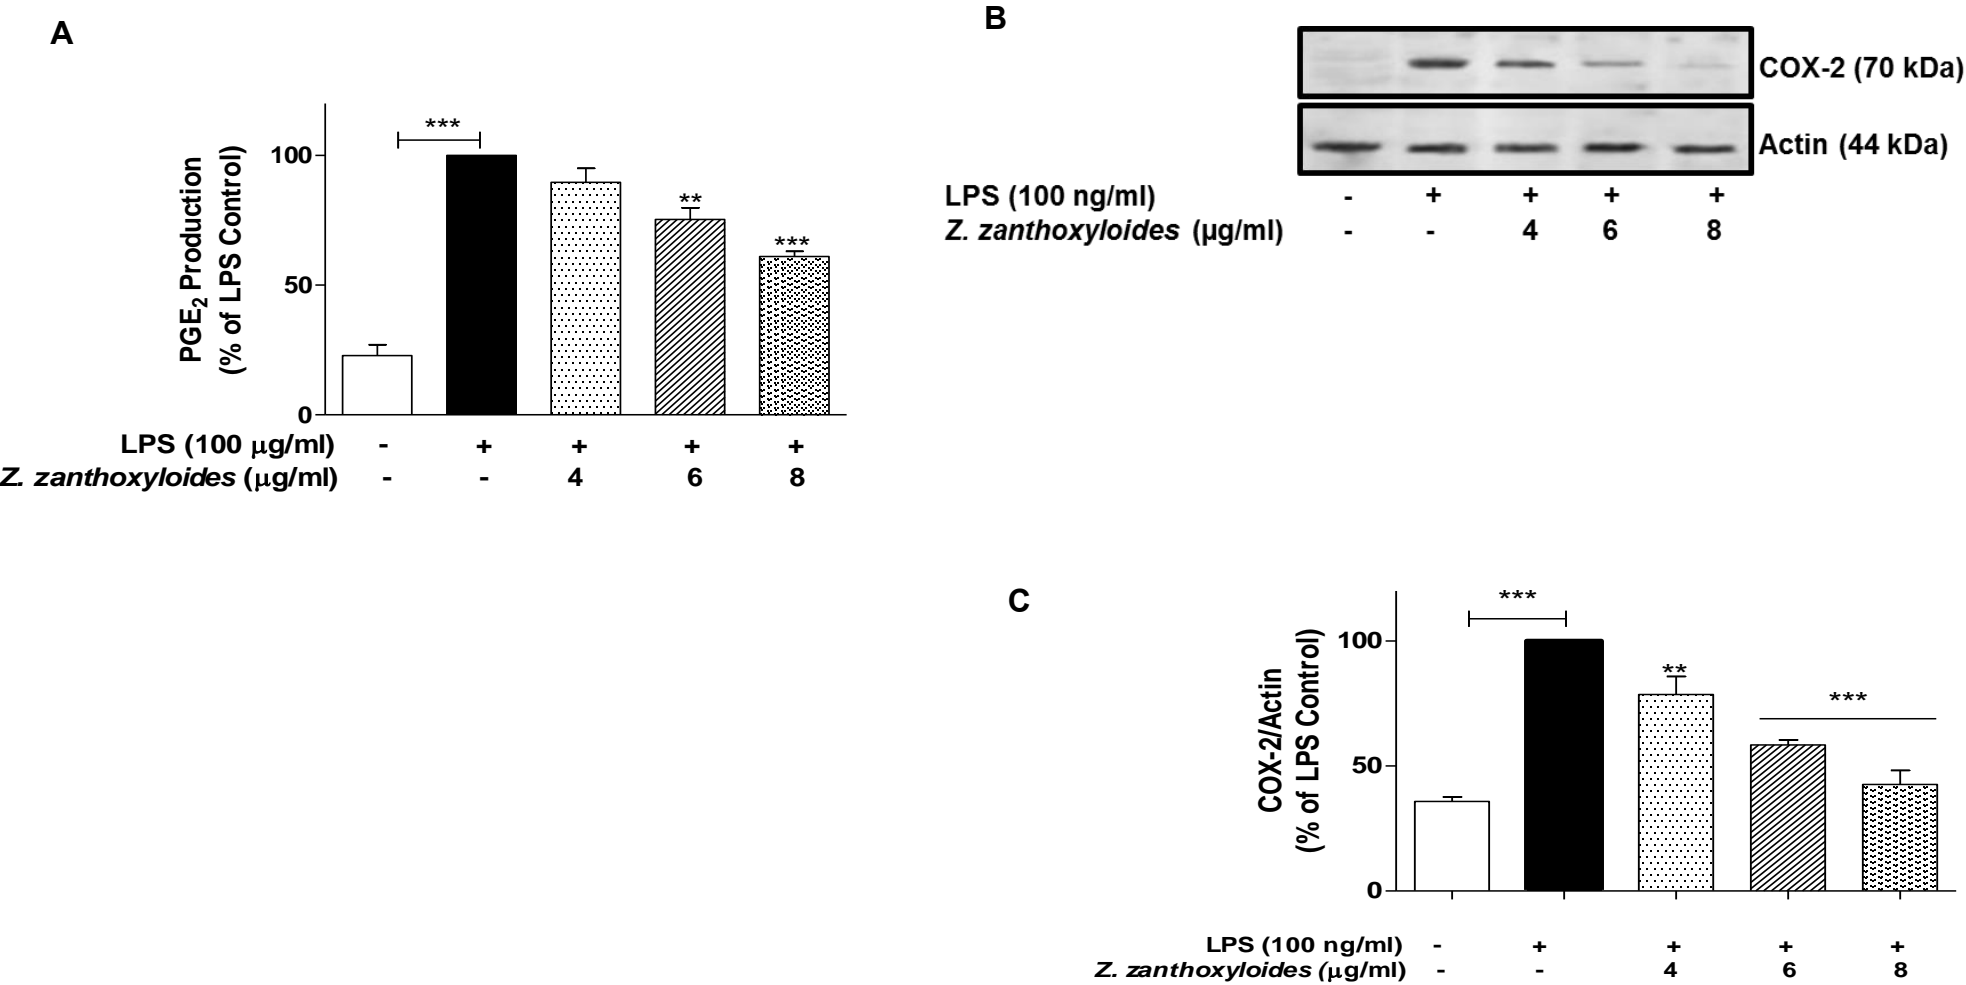 A
***
**
***
PGE2 Production
(% of LPS Control)
100
50
0
LPS (100 μg/ml) - + + + +
Z. zanthoxyloides (μg/ml) - - 4 6 8
B
COX-2 (70 kDa)
Actin (44 kDa)
LPS (100 ng/ml) - + + + +
Z. zanthoxyloides (μg/ml) - - 4 6 8
C
***
**
***
COX-2/Actin
(% of LPS Control)
100
50
0
LPS (100 ng/ml) - + + + +
Z. zanthoxyloides (μg/ml) - - 4 6 8